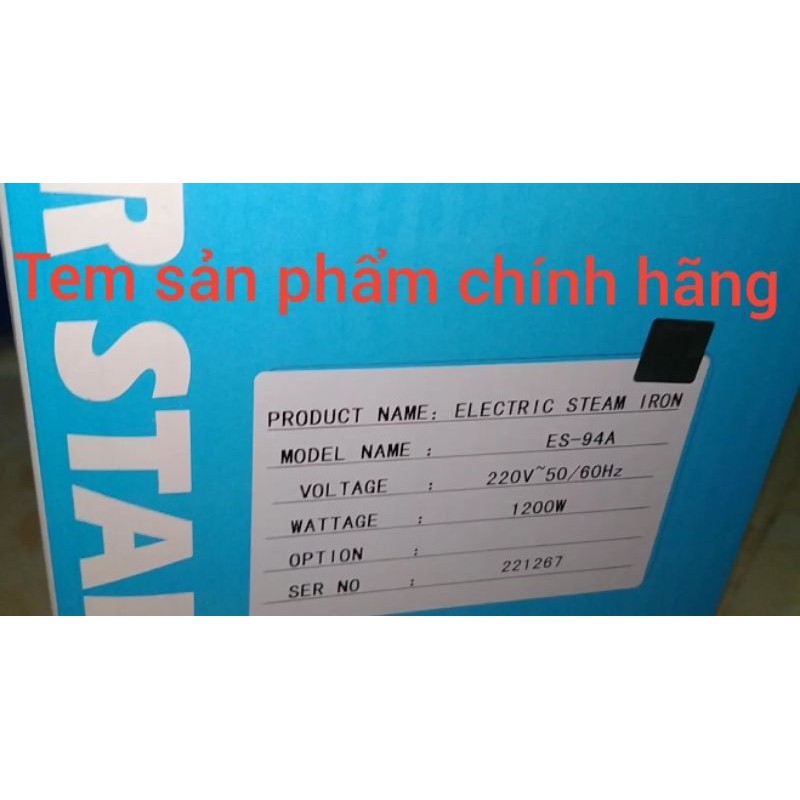 R STAR
Tem sản phẩm chính hãng
PRODUCT NAME: ELECTRIC STEAM IRON
MODEL NAME : ES-94A
VOLTAGE : 220V~50/60Hz
WATTAGE : 1200W
OPTION :
SER NO : 221267